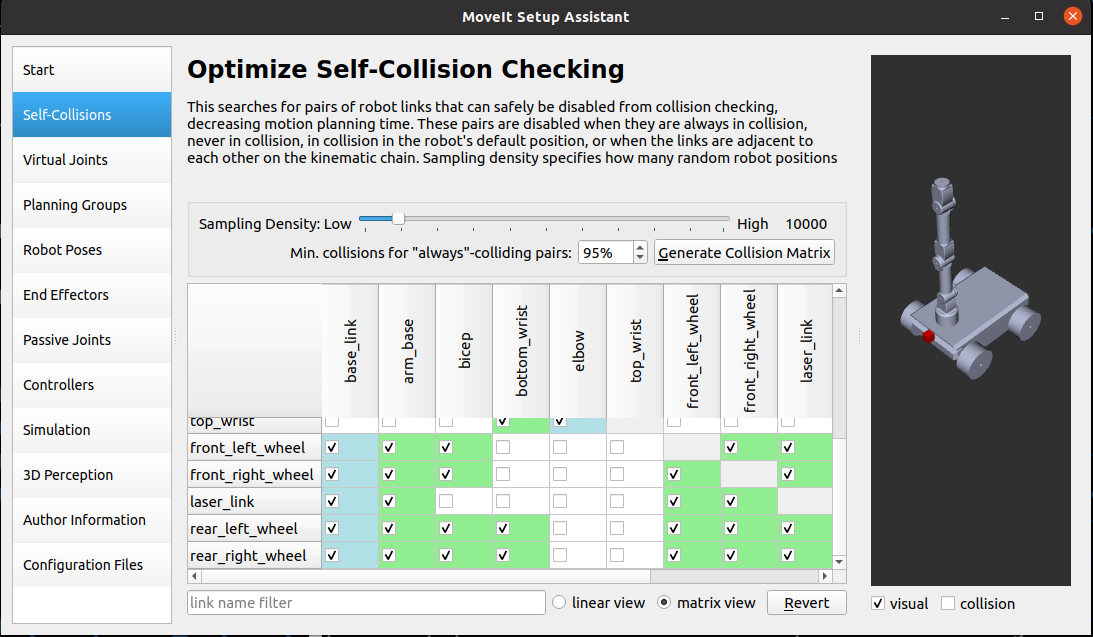 MoveIt Setup Assistant
Start
Self-Collisions
Virtual Joints
Planning Groups
Robot Poses
End Effectors
Passive Joints
Controllers
Simulation
3D Perception
Author Information
Configuration Files
Optimize Self-Collision Checking
This searches for pairs of robot links that can safely be disabled from collision checking,
decreasing motion planning time. These pairs are disabled when they are always in collision,
never in collision, in collision in the robot's default position, or when the links are adjacent to
each other on the kinematic chain. Sampling density specifies how many random robot positions
Sampling Density: Low High 10000
Min. collisions for "always"-colliding pairs: 95% Generate Collision Matrix
base_link arm_base bicep bottom_wrist elbow top_wrist front_left_wheel front_right_wheel laser_link
top_wrist
front_left_wheel
front_right_wheel
laser_link
rear_left_wheel
rear_right_wheel
link name filter linear view matrix view Revert
visual collision